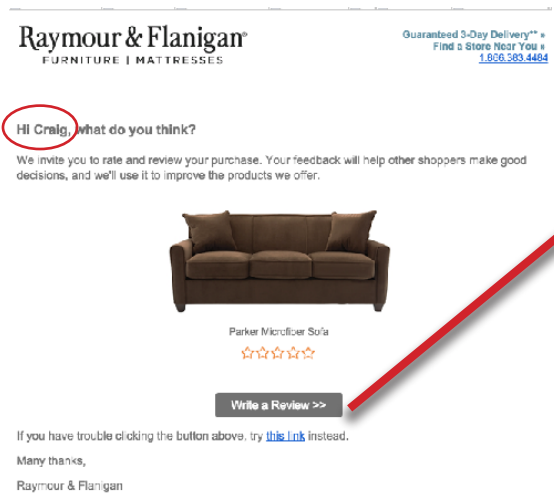 Raymour & Flanigan®
FURNITURE | MATTRESSES
Guaranteed 3-Day Delivery** »
Find a Store Near You »
1.866.383.4484
Hi Craig, what do you think?
We invite you to rate and review your purchase. Your feedback will help other shoppers make good
decisions, and we'll use it to improve the products we offer.
Parker Microfiber Sofa
Write a Review >>
If you have trouble clicking the button above, try this link instead.
Many thanks,
Raymour & Flanigan